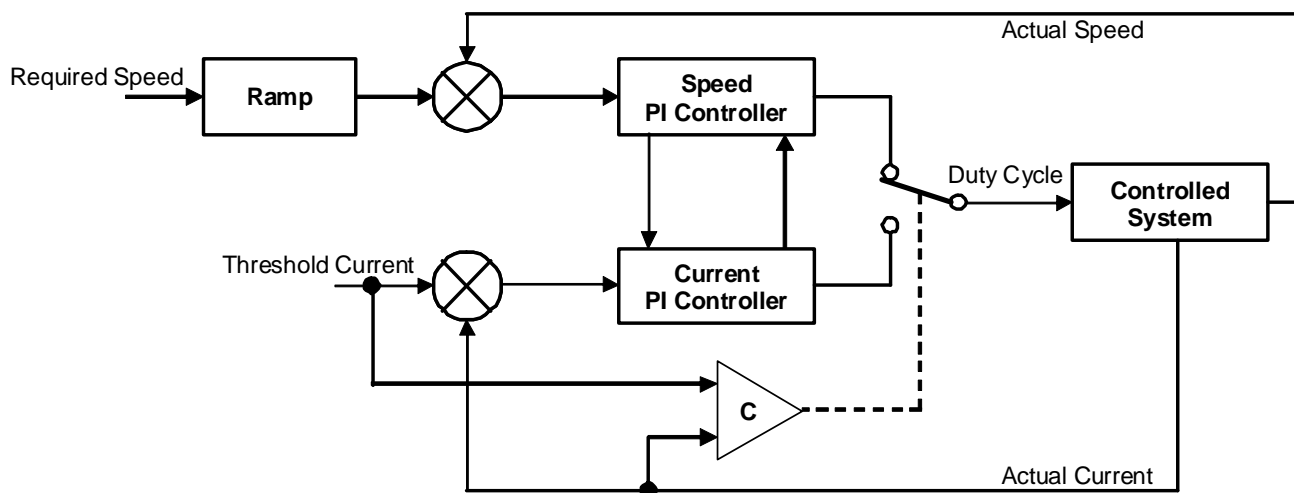 Actual Speed
Required Speed
Ramp
Speed
PI Controller
Duty Cycle
Controlled
System
Threshold Current
Current
PI Controller
C
Actual Current